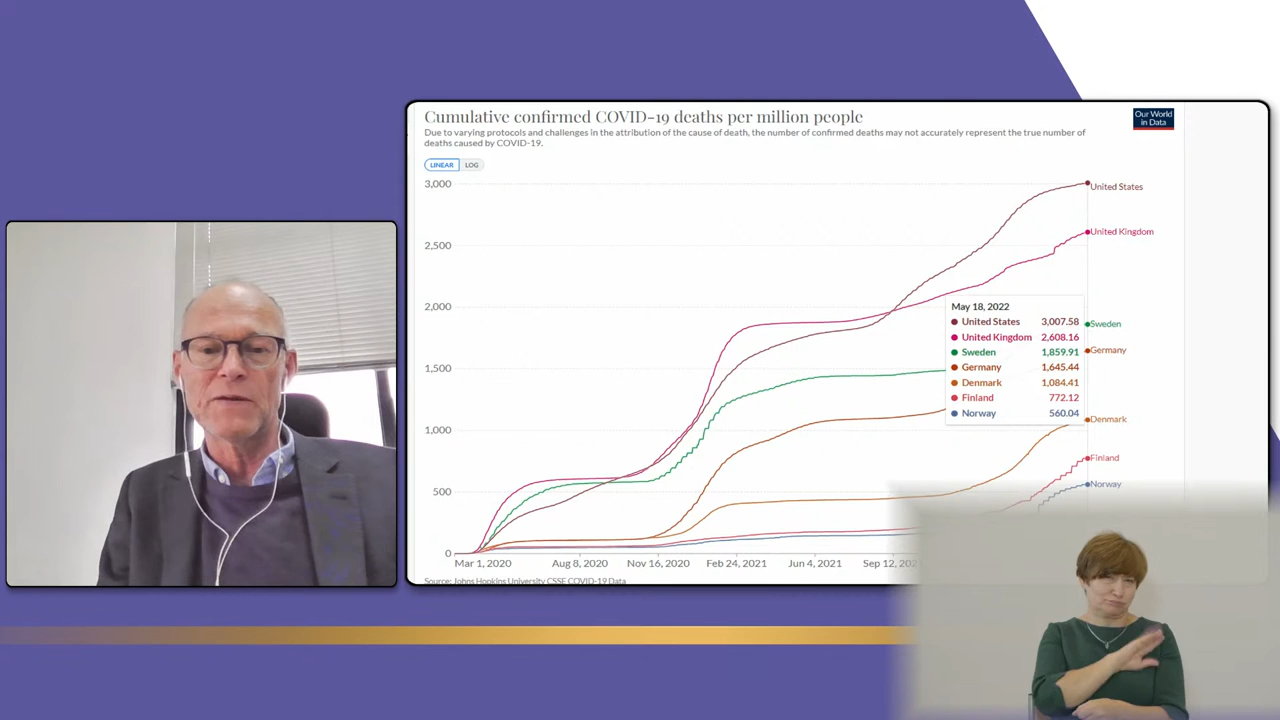 Cumulative confirmed COVID-19 deaths per million people
Due to varying protocols and challenges in the attribution of the cause of death, the number of confirmed deaths may not accurately represent the true number of
deaths caused by COVID-19.
Our World
in Data
LINEAR LOG
3,000
2,500
2,000
1,500
1,000
500
0
United States
United Kingdom
Sweden
Germany
Denmark
Finland
Norway
May 18, 2022
United States 3,007.58
United Kingdom 2,608.16
Sweden 1,859.91
Germany 1,645.44
Denmark 1,084.41
Finland 772.12
Norway 560.04
Mar 1, 2020 Aug 8, 2020 Nov 16, 2020 Feb 24, 2021 Jun 4, 2021 Sep 12,
Source: Johns Hopkins University CSSE COVID-19 Data